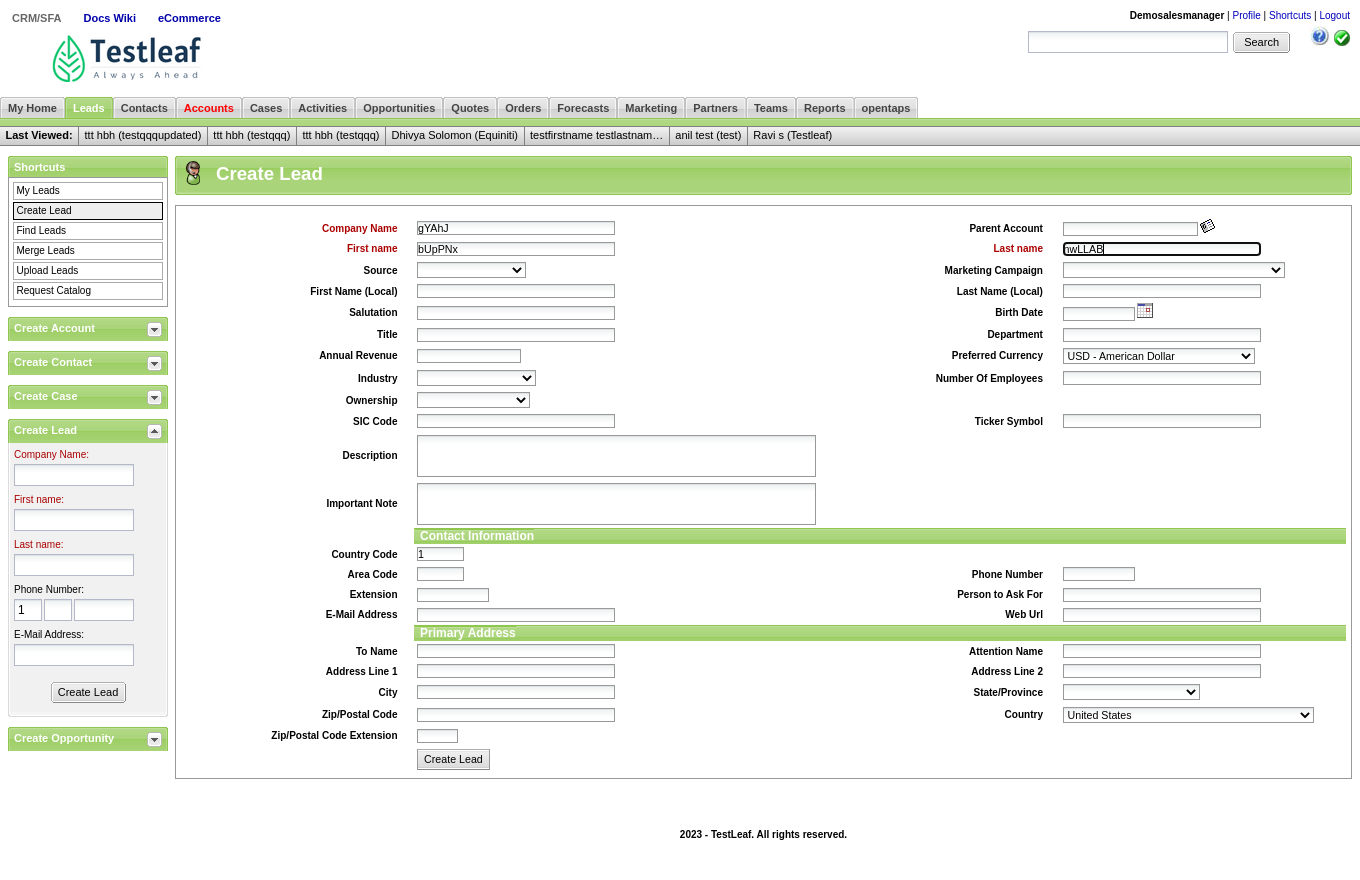 CRM/SFA Docs Wiki eCommerce
Demosalesmanager | Profile | Shortcuts | Logout
Testleaf
Always Ahead
Search
?
My Home Leads Contacts Accounts Cases Activities Opportunities Quotes Orders Forecasts Marketing Partners Teams Reports opentaps
Last Viewed: ttt hbh (testqqqupdated) ttt hbh (testqqq) ttt hbh (testqqq) Dhivya Solomon (Equiniti) testfirstname testlastnam… anil test (test) Ravi s (Testleaf)
Shortcuts
My Leads
Create Lead
Find Leads
Merge Leads
Upload Leads
Request Catalog
Create Account
Create Contact
Create Case
Create Lead
Company Name:
First name:
Last name:
Phone Number:
1
E-Mail Address:
Create Lead
Create Opportunity
Create Lead
Company Name gYAhJ Parent Account
First name bUpPNx Last name nwLLAB
Source Marketing Campaign
First Name (Local) Last Name (Local)
Salutation Birth Date
Title Department
Annual Revenue Preferred Currency USD - American Dollar
Industry Number Of Employees
Ownership
SIC Code Ticker Symbol
Description
Important Note
Contact Information
Country Code 1
Area Code Phone Number
Extension Person to Ask For
E-Mail Address Web Url
Primary Address
To Name Attention Name
Address Line 1 Address Line 2
City State/Province
Zip/Postal Code Country United States
Zip/Postal Code Extension
Create Lead
2023 - TestLeaf. All rights reserved.